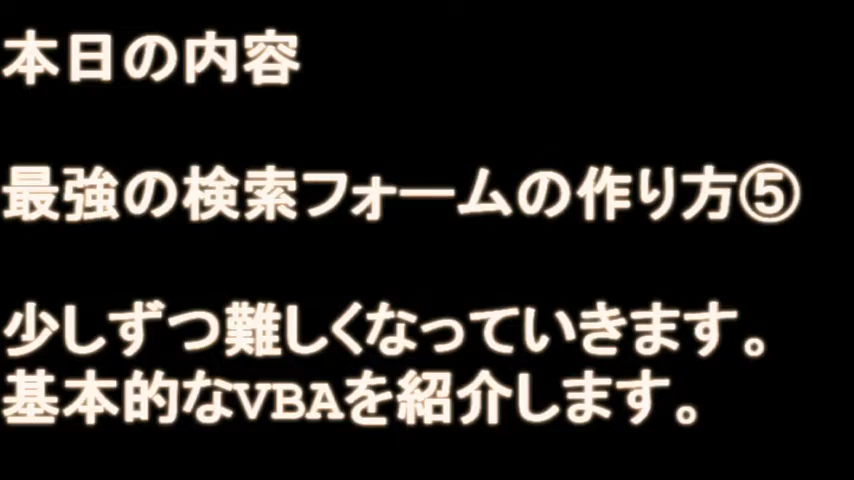 本日の内容
最強の検索フォームの作り方⑤
少しずつ難しくなっていきます。
基本的なVBAを紹介します。